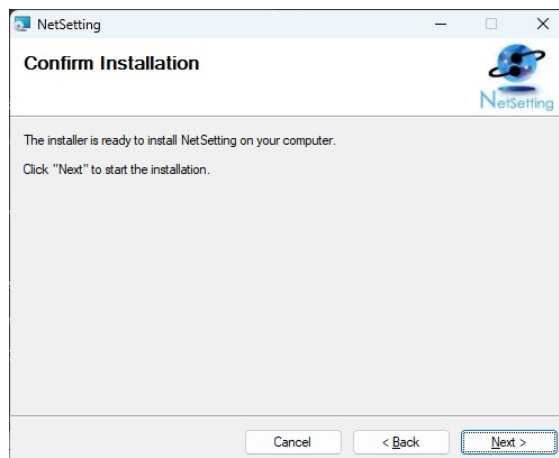 NetSetting
Confirm Installation
NetSetting
The installer is ready to install NetSetting on your computer.
Click "Next" to start the installation.
Cancel
< Back
Next >